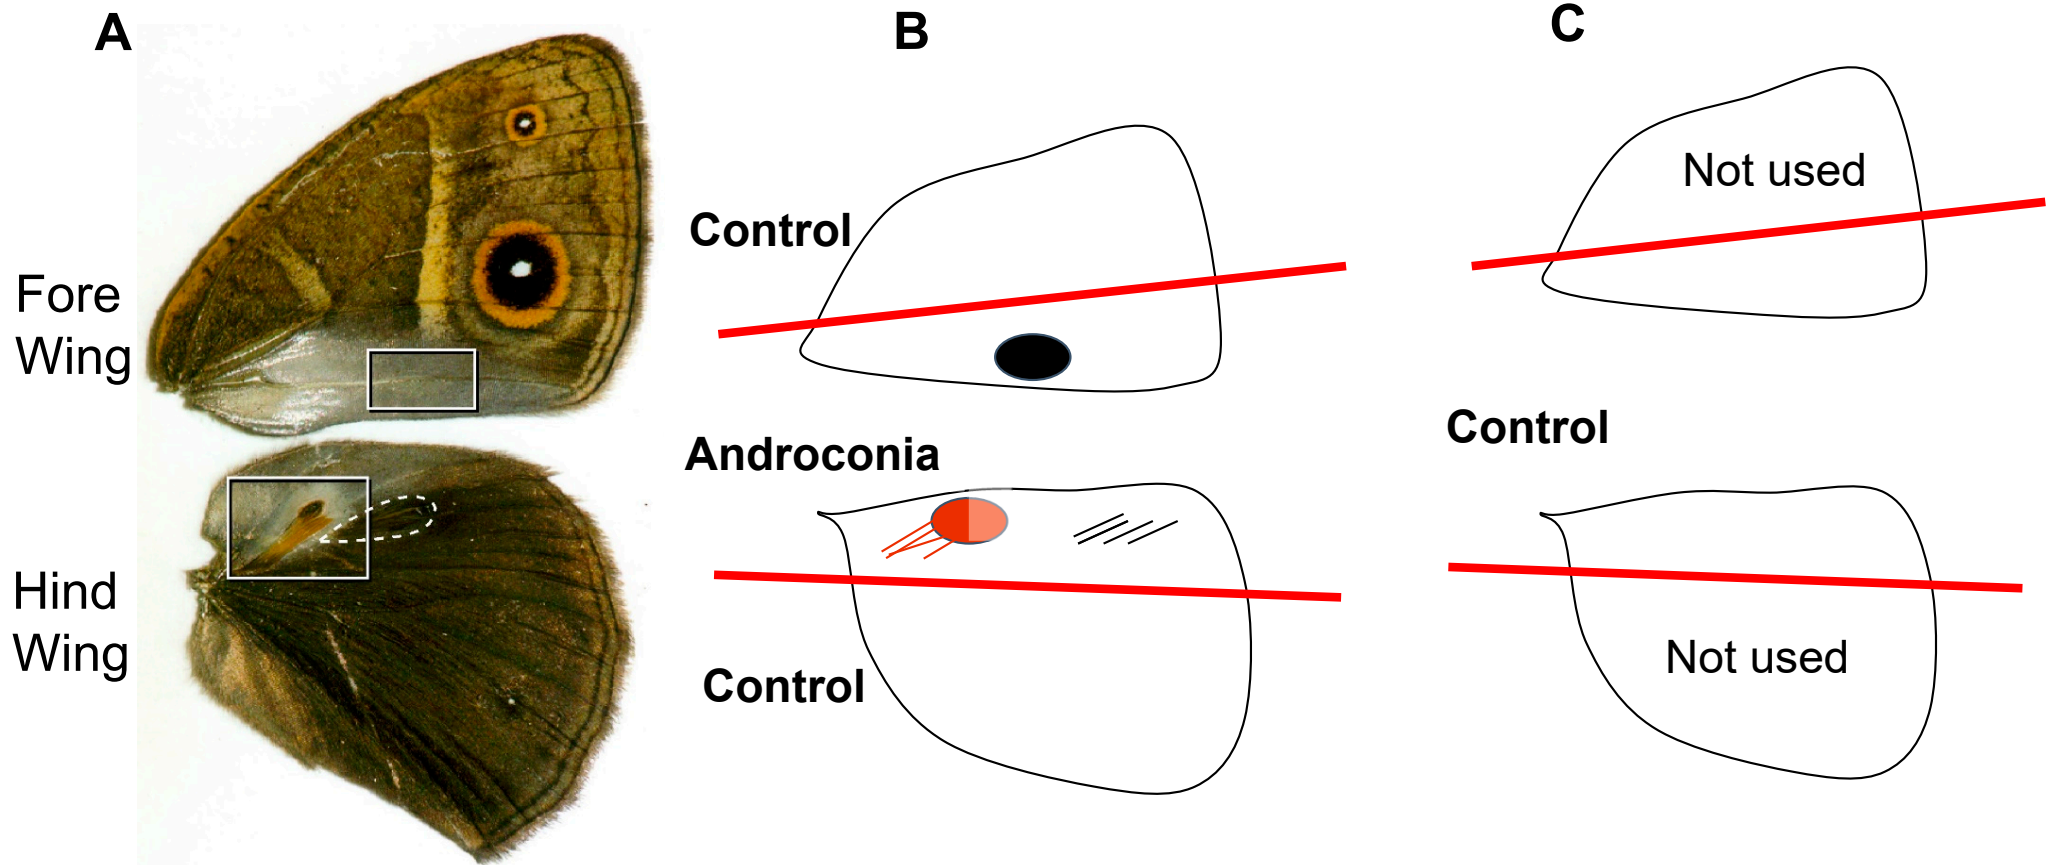 A
B
C
Fore
Wing
Hind
Wing
Control
Androconia
Control
Not used
Control
Not used